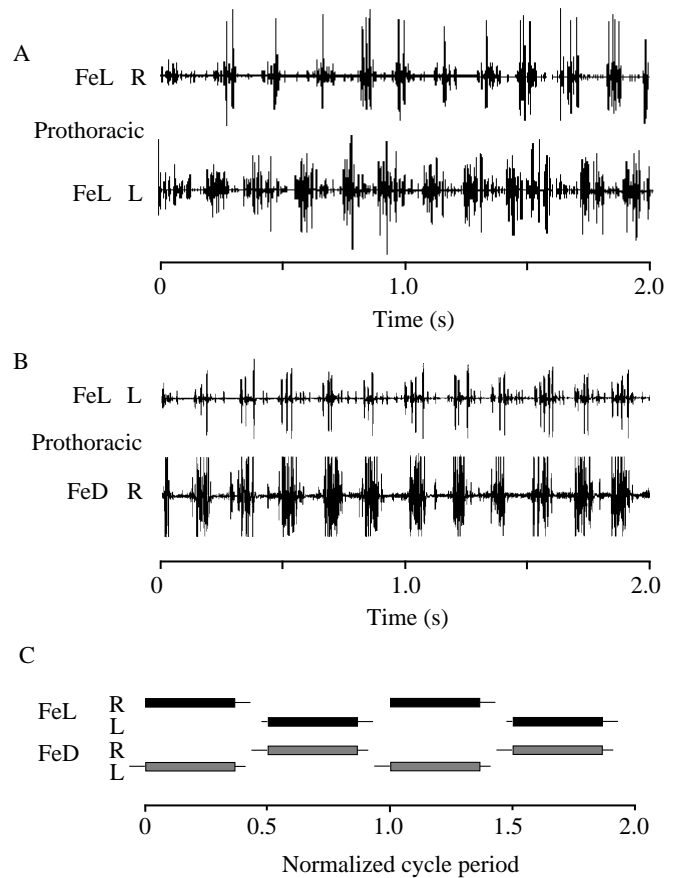 A
FeL R
Prothoracic
FeL L
0 1.0 2.0
Time (s)
B
FeL L
Prothoracic
FeD R
0 1.0 2.0
Time (s)
C
FeL R
L
FeD R
L
0 0.5 1.0 1.5 2.0
Normalized cycle period